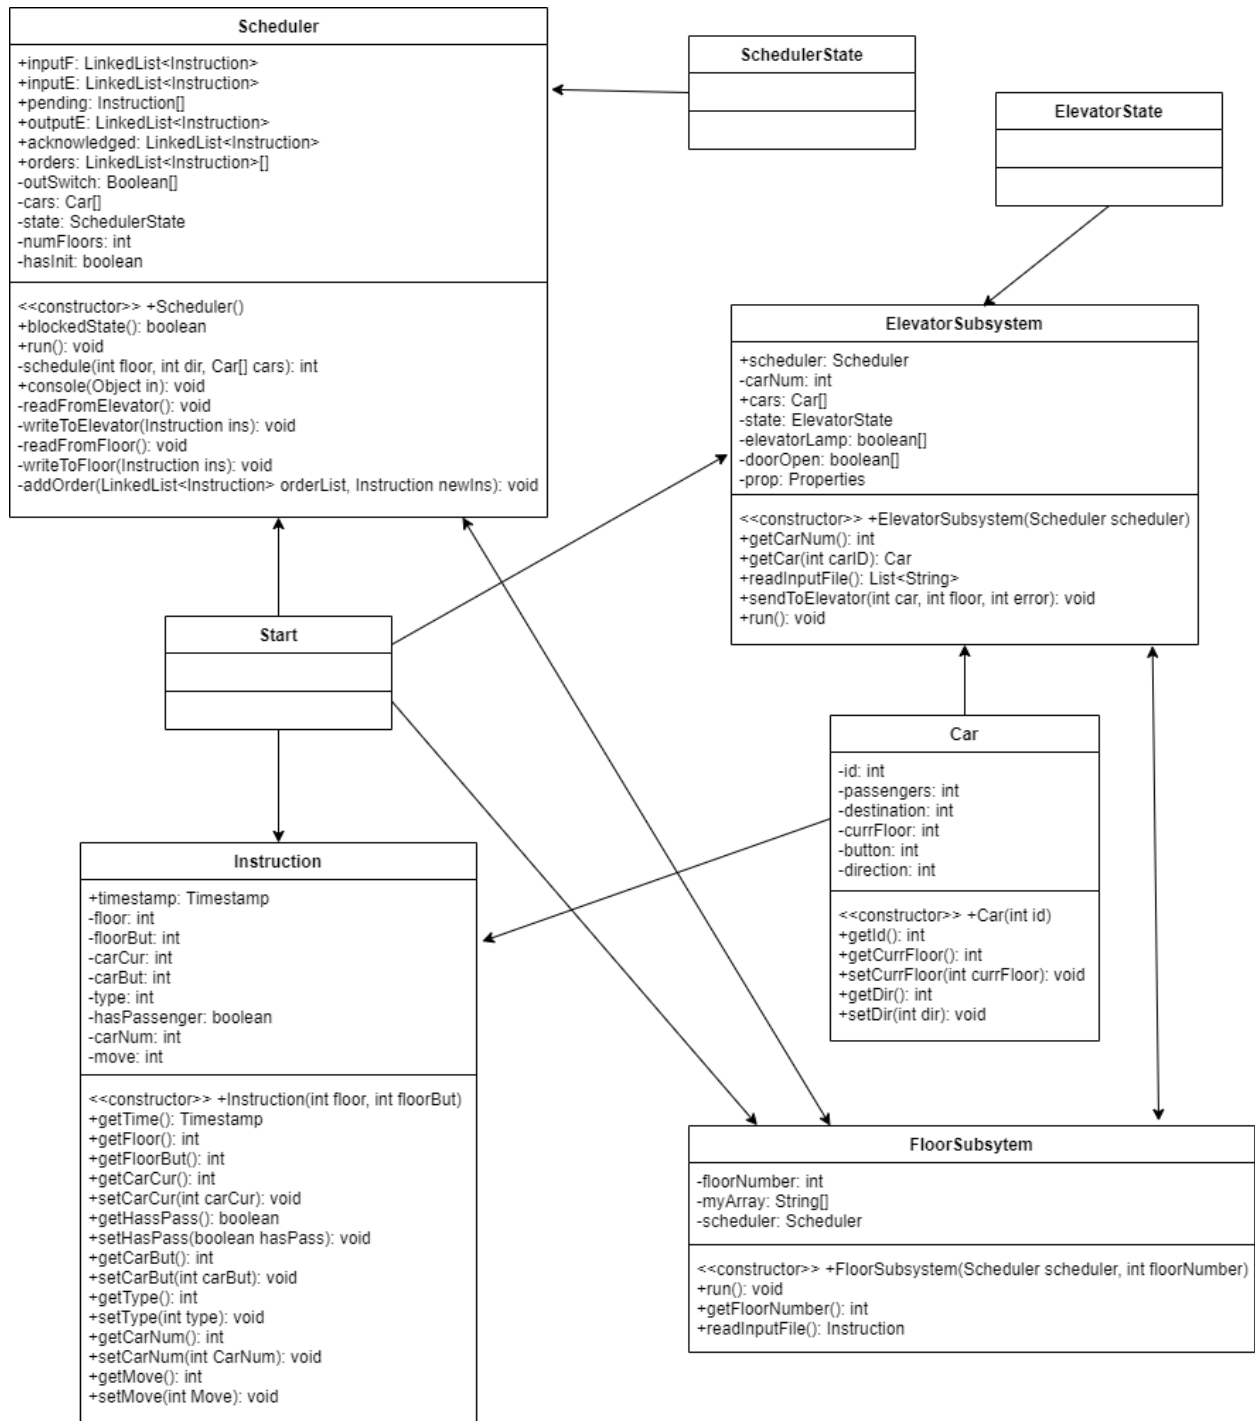 Scheduler
+inputF: LinkedList<Instruction>
+inputE: LinkedList<Instruction>
+pending: Instruction[]
+outputE: LinkedList<Instruction>
+acknowledged: LinkedList<Instruction>
+orders: LinkedList<Instruction>[]
-outSwitch: Boolean[]
-cars: Car[]
-state: SchedulerState
-numFloors: int
-hasInit: boolean
<<constructor>> +Scheduler()
+blockedState(): boolean
+run(): void
-schedule(int floor, int dir, Car[] cars): int
+console(Object in): void
-readFromElevator(): void
-writeToElevator(Instruction ins): void
-readFromFloor(): void
-writeToFloor(Instruction ins): void
-addOrder(LinkedList<Instruction> orderList, Instruction newIns): void
SchedulerState
ElevatorState
ElevatorSubsystem
+scheduler: Scheduler
-carNum: int
+cars: Car[]
-state: ElevatorState
-elevatorLamp: boolean[]
-doorOpen: boolean[]
-prop: Properties
<<constructor>> +ElevatorSubsystem(Scheduler scheduler)
+getCarNum(): int
+getCar(int carID): Car
+readInputFile(): List<String>
+sendToElevator(int car, int floor, int error): void
+run(): void
Start
Car
-id: int
-passengers: int
-destination: int
-currFloor: int
-button: int
-direction: int
<<constructor>> +Car(int id)
+getId(): int
+getCurrFloor(): int
+setCurrFloor(int currFloor): void
+getDir(): int
+setDir(int dir): void
Instruction
+timestamp: Timestamp
-floor: int
-floorBut: int
-carCur: int
-carBut: int
-type: int
-hasPassenger: boolean
-carNum: int
-move: int
<<constructor>> +Instruction(int floor, int floorBut)
+getTime(): Timestamp
+getFloor(): int
+getFloorBut(): int
+getCarCur(): int
+setCarCur(int carCur): void
+getHassPass(): boolean
+setHasPass(boolean hasPass): void
+getCarBut(): int
+setCarBut(int carBut): void
+getType(): int
+setType(int type): void
+getCarNum(): int
+setCarNum(int CarNum): void
+getMove(): int
+setMove(int Move): void
FloorSubsytem
-floorNumber: int
-myArray: String[]
-scheduler: Scheduler
<<constructor>> +FloorSubsystem(Scheduler scheduler, int floorNumber)
+run(): void
+getFloorNumber(): int
+readInputFile(): Instruction